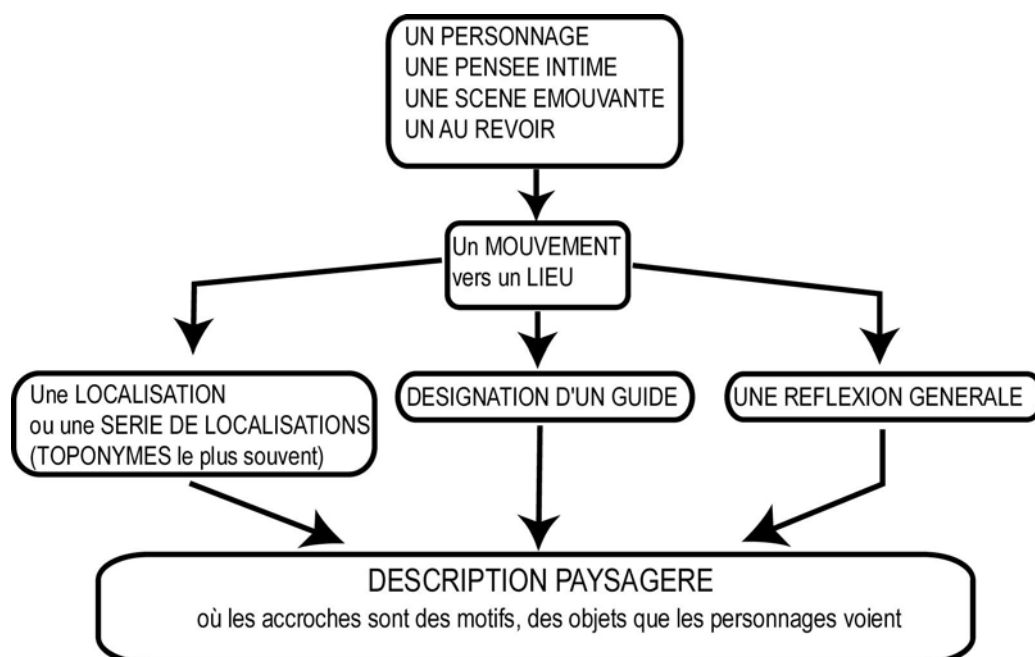 UN PERSONNAGE
UNE PENSEE INTIME
UNE SCENE EMOUVANTE
UN AU REVOIR
Un MOUVEMENT
vers un LIEU
Une LOCALISATION
ou une SERIE DE LOCALISATIONS
(TOPONYMES le plus souvent)
DESIGNATION D'UN GUIDE
UNE REFLEXION GENERALE
DESCRIPTION PAYSAGERE
où les accroches sont des motifs, des objets que les personnages voient